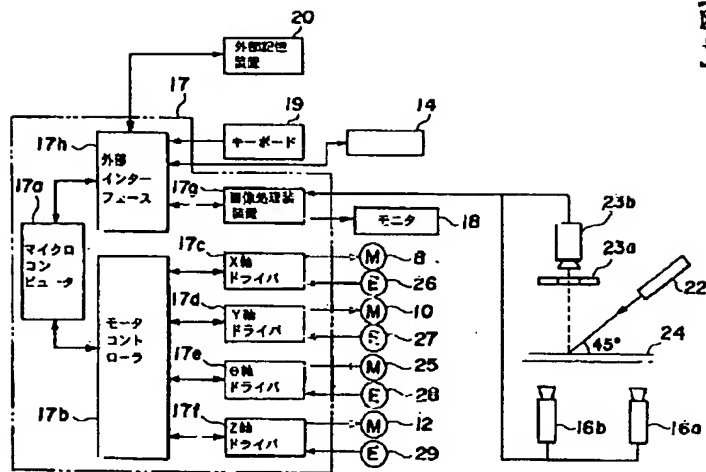 20
外部記憶
装置
17
19
14
17h
キーボード
外部
インター
フェース
17a
17g
画像処理装
装置
モニタ
18
23b
23a
22
マイクロ
コン
ピュータ
17c
X軸
ドライバ
M
8
E
26
17d
Y軸
ドライバ
M
10
E
27
45°
24
モータ
コント
ローラ
17e
θ軸
ドライバ
M
25
E
28
17f
Z軸
ドライバ
M
12
E
29
17b
16b
16a